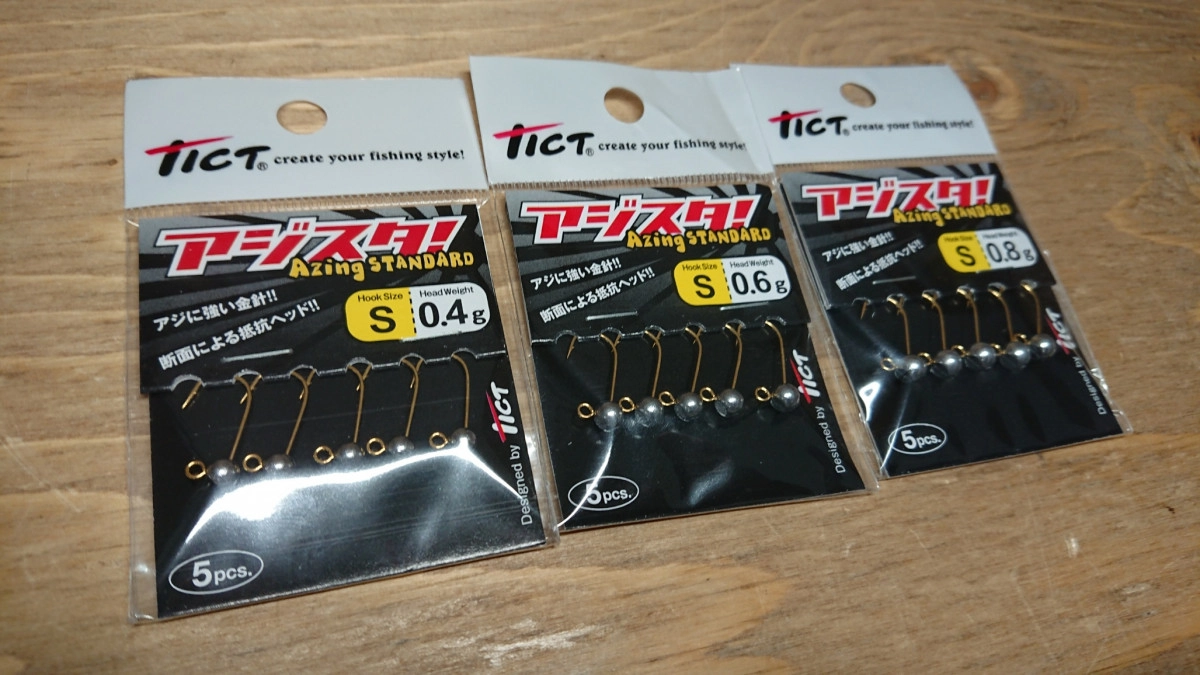 TICT® create your fishing style!
アジスタ!
Azing STANDARD
アジに強い金針!!
断面による抵抗ヘッド!!
Hook Size
S
Head Weight
0.4g
Designed by TICT
5pcs.
TICT® create your fishing style!
アジスタ!
Azing STANDARD
アジに強い金針!!
断面による抵抗ヘッド!!
Hook Size
S
Head Weight
0.6g
Designed by TICT
5pcs.
TICT® create your fishing style!
アジスタ!
Azing STANDARD
アジに強い金針!!
断面による抵抗ヘッド!!
Hook Size
S
Head Weight
0.8g
Designed by TICT
5pcs.